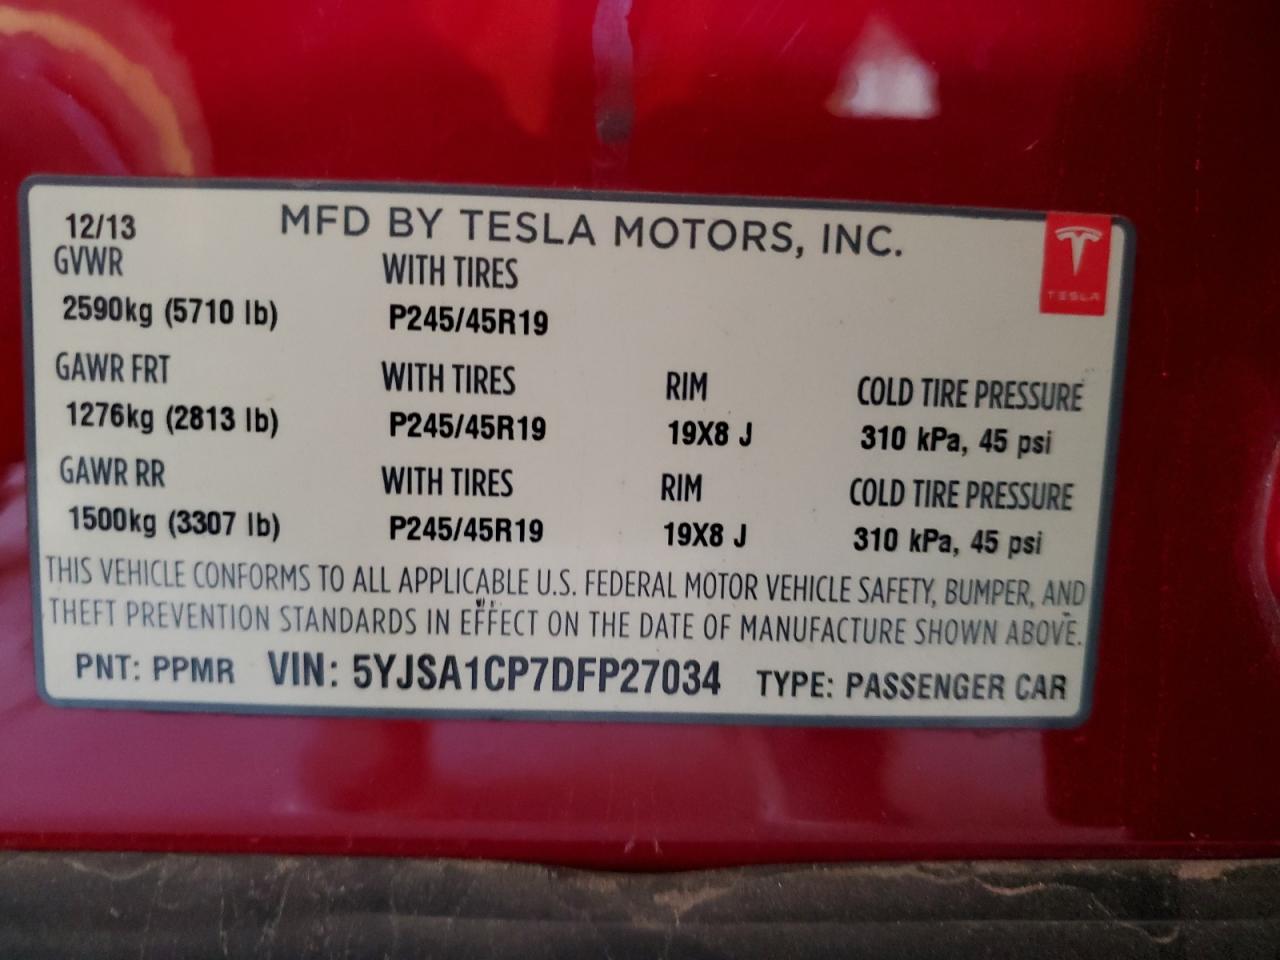 12/13 MFD BY TESLA MOTORS, INC.
TESLA
GVWR WITH TIRES
2590kg (5710 lb) P245/45R19
GAWR FRT WITH TIRES RIM COLD TIRE PRESSURE
1276kg (2813 lb) P245/45R19 19X8 J 310 kPa, 45 psi
GAWR RR WITH TIRES RIM COLD TIRE PRESSURE
1500kg (3307 lb) P245/45R19 19X8 J 310 kPa, 45 psi
THIS VEHICLE CONFORMS TO ALL APPLICABLE U.S. FEDERAL MOTOR VEHICLE SAFETY, BUMPER, AND
THEFT PREVENTION STANDARDS IN EFFECT ON THE DATE OF MANUFACTURE SHOWN ABOVE.
PNT: PPMR VIN: 5YJSA1CP7DFP27034 TYPE: PASSENGER CAR